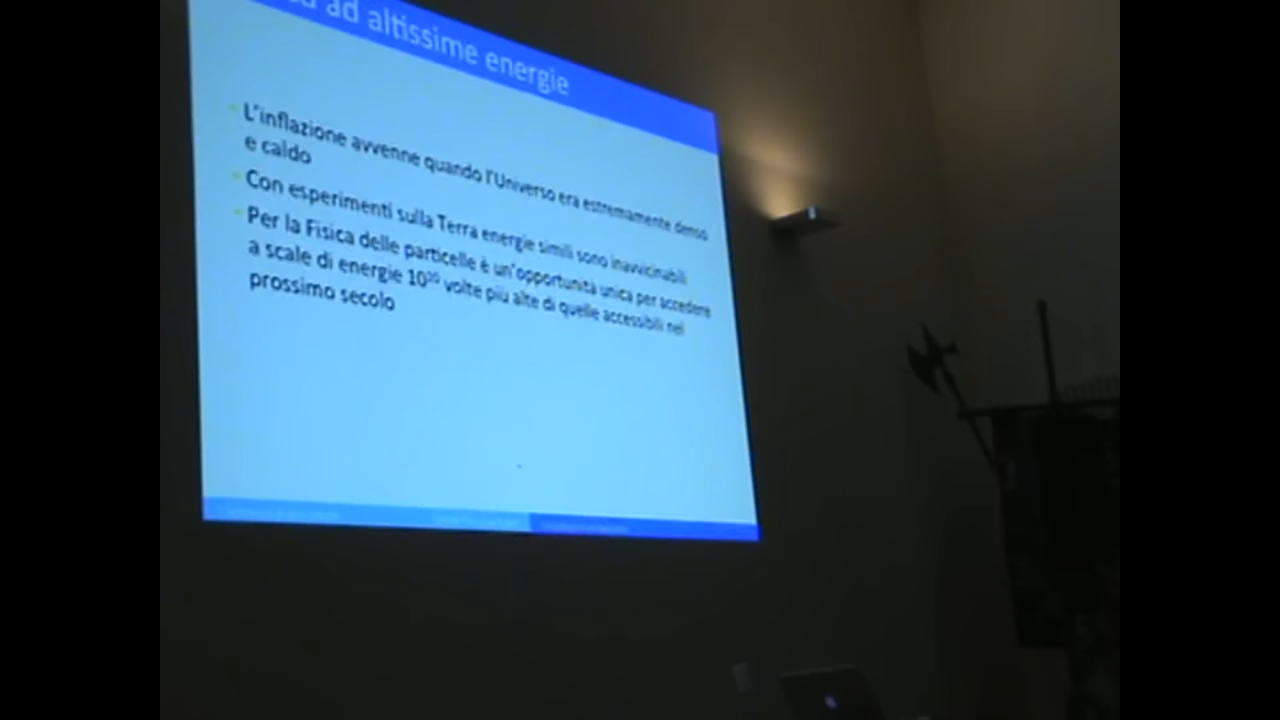 ad altissime energie
L'inflazione avvenne quando l'Universo era estremamente denso
e caldo
Con esperimenti sulla Terra energie simili sono inavvicinabili
Per la Fisica delle particelle è un'opportunità unica per accedere
a scale di energie 10²⁰ volte più alte di quelle accessibili nel
prossimo secolo